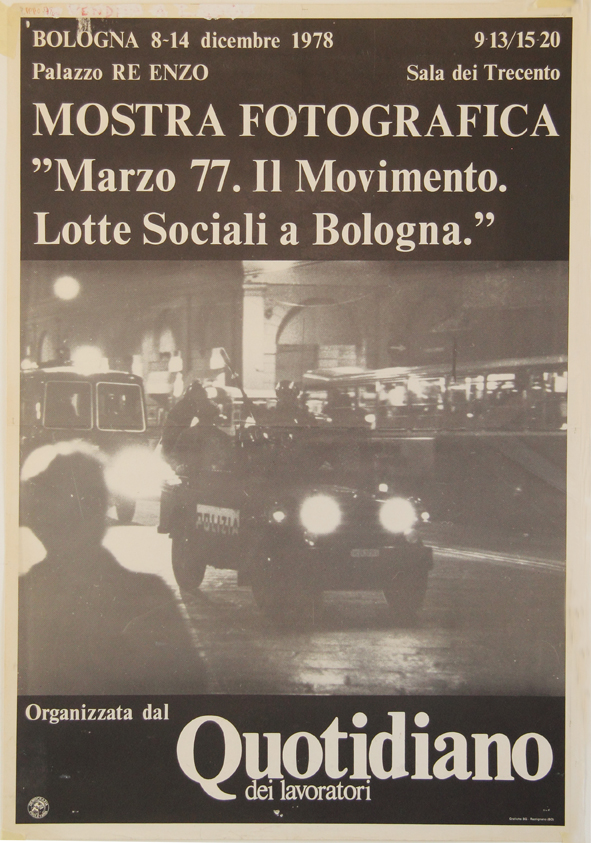 BOLOGNA 8-14 dicembre 1978
9-13/15-20
Palazzo RE ENZO
Sala dei Trecento
MOSTRA FOTOGRAFICA
”Marzo 77. Il Movimento.
Lotte Sociali a Bologna.”
POLIZIA
Organizzata dal
Quotidiano
dei lavoratori